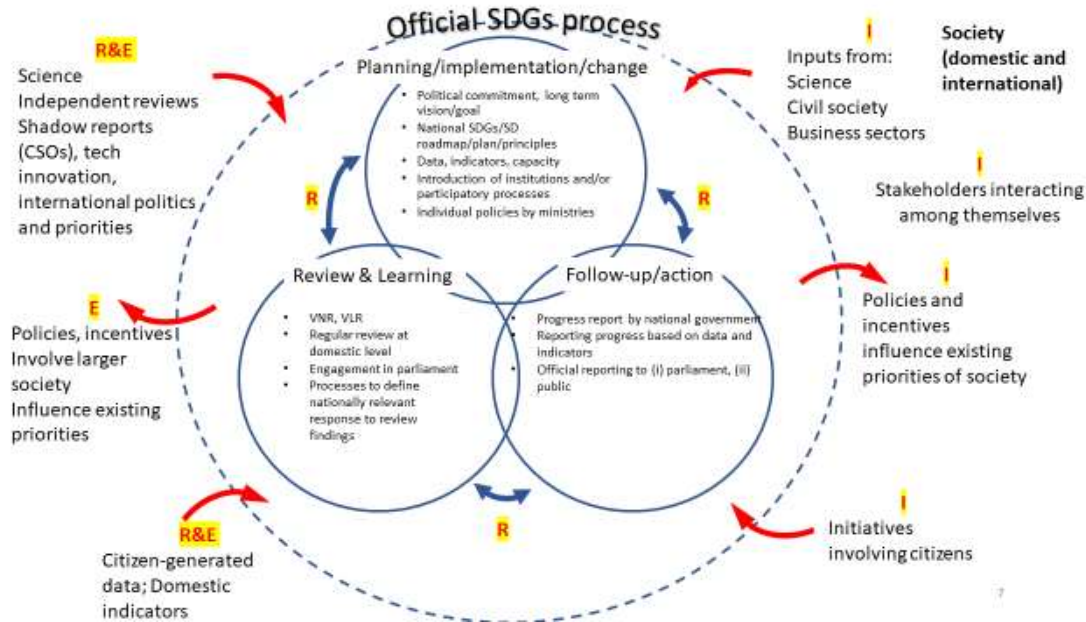 Official SDGs process
R&E
Science
Independent reviews
Shadow reports
(CSOs), tech
innovation,
international politics
and priorities
E
Policies, incentives
Involve larger
society
Influence existing
priorities
R&E
Citizen-generated
data; Domestic
indicators
Planning/implementation/change
• Political commitment, long term
vision/goal
• National SDGs/SD
roadmap/plan/principles
• Data, indicators, capacity
• Introduction of institutions and/or
participatory processes
• Individual policies by ministries
R
R
Review & Learning
• VNR, VLR
• Regular review at
domestic level
• Engagement in parliament
• Processes to define
nationally relevant
response to review
findings
Follow-up/action
• Progress report by national government
• Reporting progress based on data and
indicators
• Official reporting to (i) parliament, (ii)
public
R
I
Inputs from:
Science
Civil society
Business sectors
Society
(domestic and
international)
I
Stakeholders interacting
among themselves
I
Policies and
incentives
influence existing
priorities of society
I
Initiatives
involving citizens
7